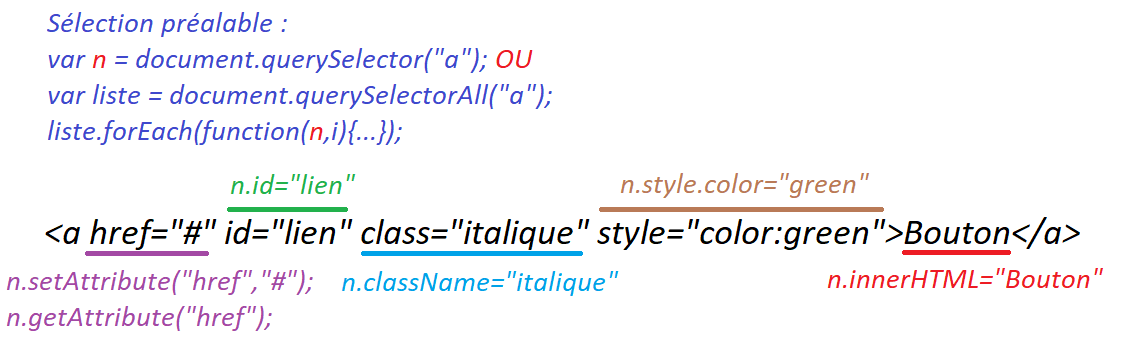 Sélection préalable :
var n = document.querySelector("a"); OU
var liste = document.querySelectorAll("a");
liste.forEach(function(n,i){...});
n.id="lien"
n.style.color="green"
<a href="#" id="lien" class="italique" style="color:green">Bouton</a>
n.setAttribute("href","#");
n.className="italique"
n.innerHTML="Bouton"
n.getAttribute("href");